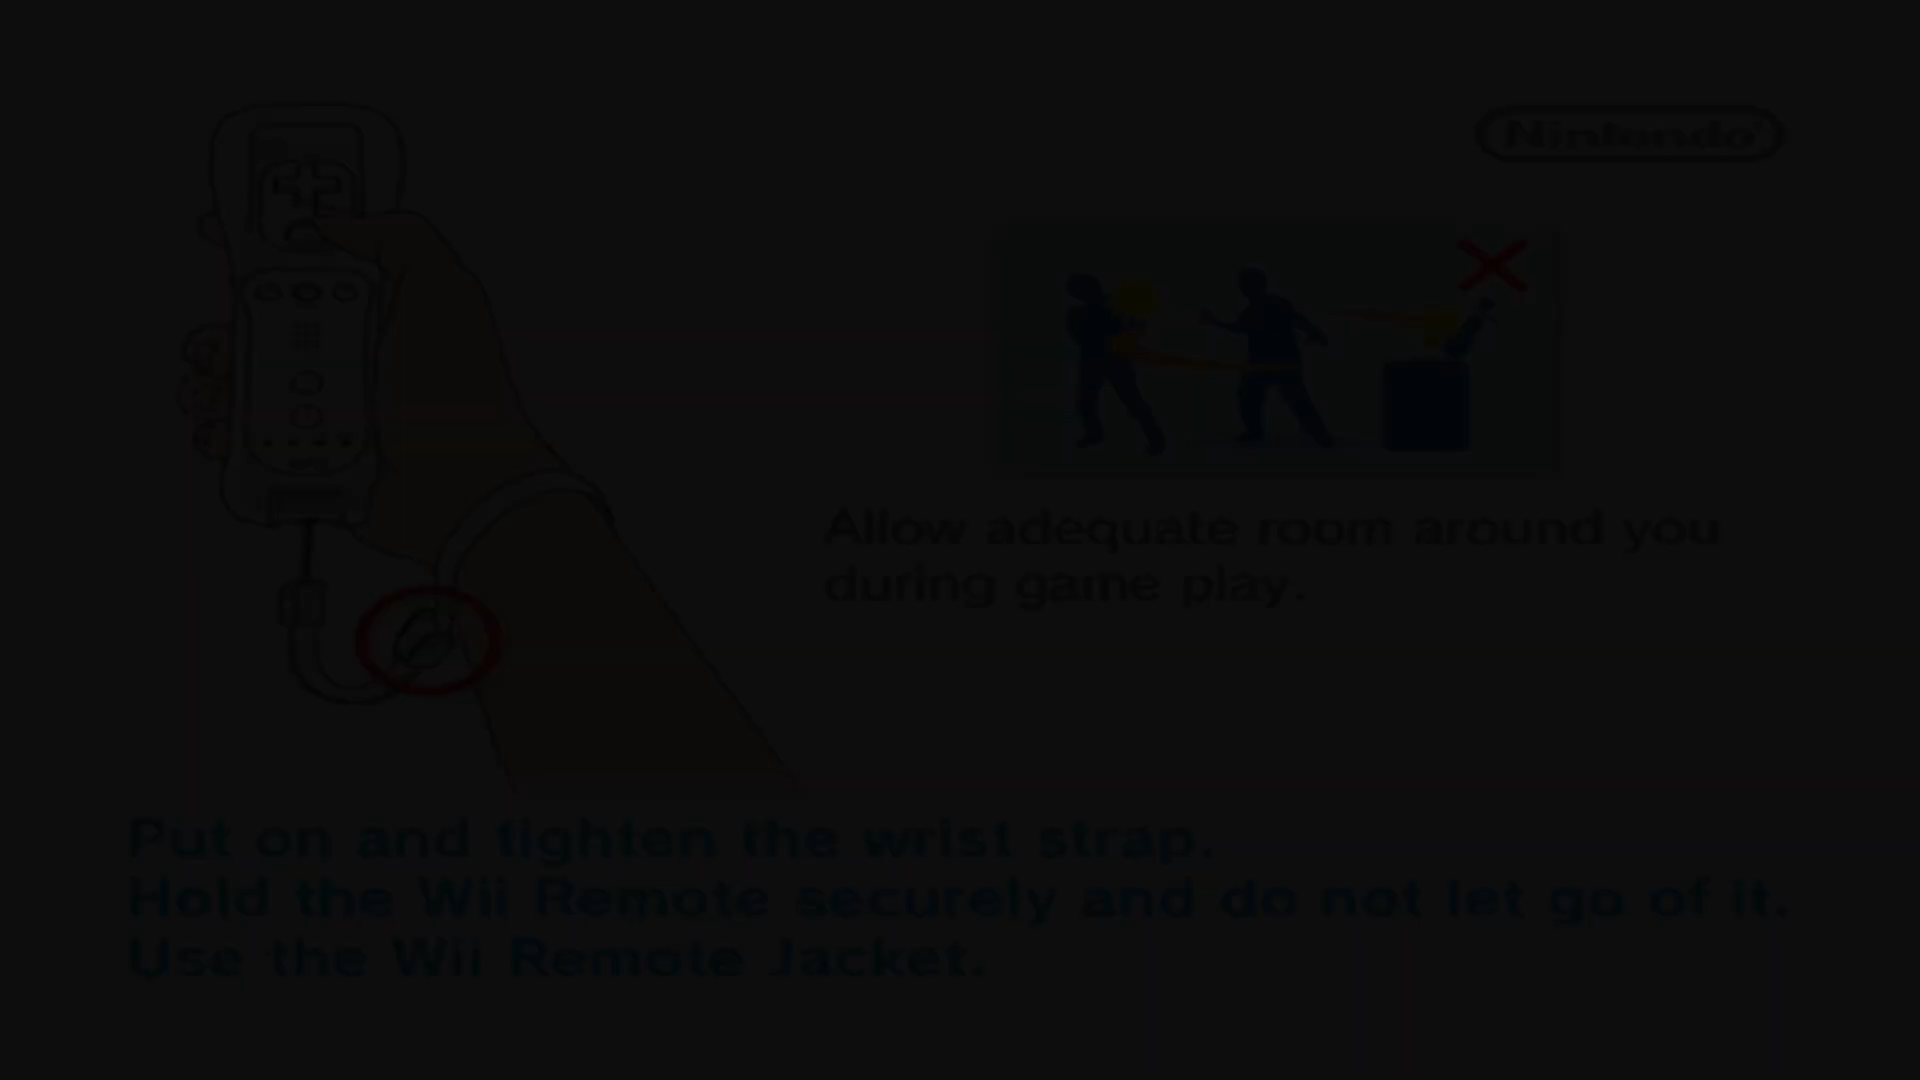 Nintendo
Allow adequate room around you
during game play.
Put on and tighten the wrist strap.
Hold the Wii Remote securely and do not let go of it.
Use the Wii Remote Jacket.